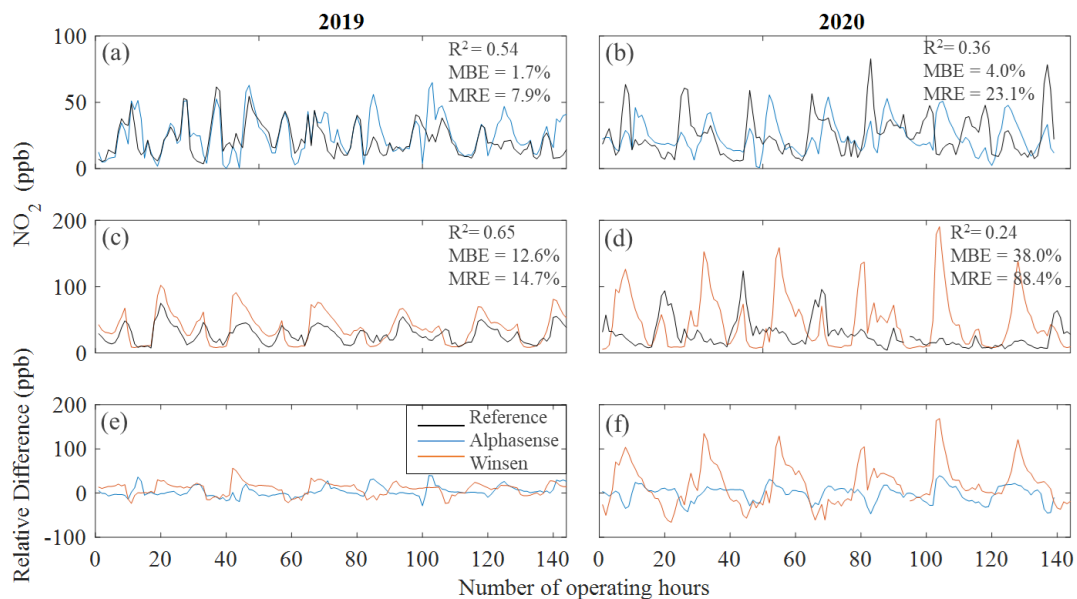 2019
2020
NO2 (ppb)
100
50
0
(a)
R2 = 0.54
MBE = 1.7%
MRE = 7.9%
(b)
R2 = 0.36
MBE = 4.0%
MRE = 23.1%
200
100
0
(c)
R2= 0.65
MBE = 12.6%
MRE = 14.7%
(d)
R2= 0.24
MBE = 38.0%
MRE = 88.4%
Relative Difference (ppb)
200
100
0
-100
(e)
Reference
Alphasense
Winsen
(f)
0 20 40 60 80 100 120 140
0 20 40 60 80 100 120 140
Number of operating hours